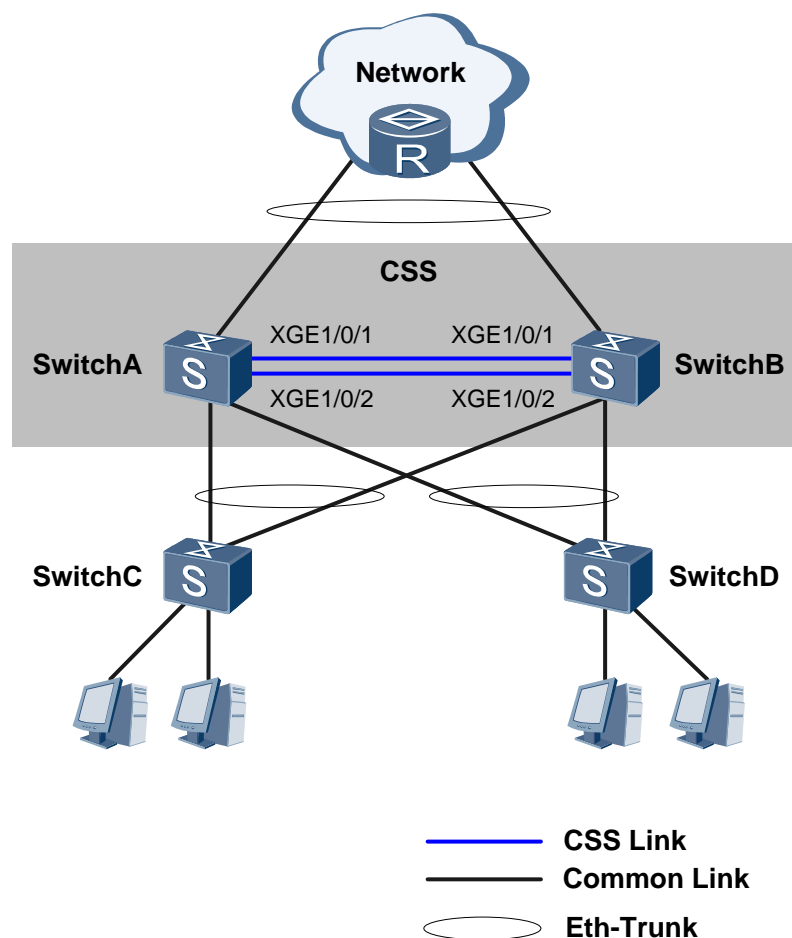 Network
R
CSS
XGE1/0/1
XGE1/0/1
SwitchA
S
S
SwitchB
XGE1/0/2
XGE1/0/2
SwitchC
S
S
SwitchD
CSS Link
Common Link
Eth-Trunk